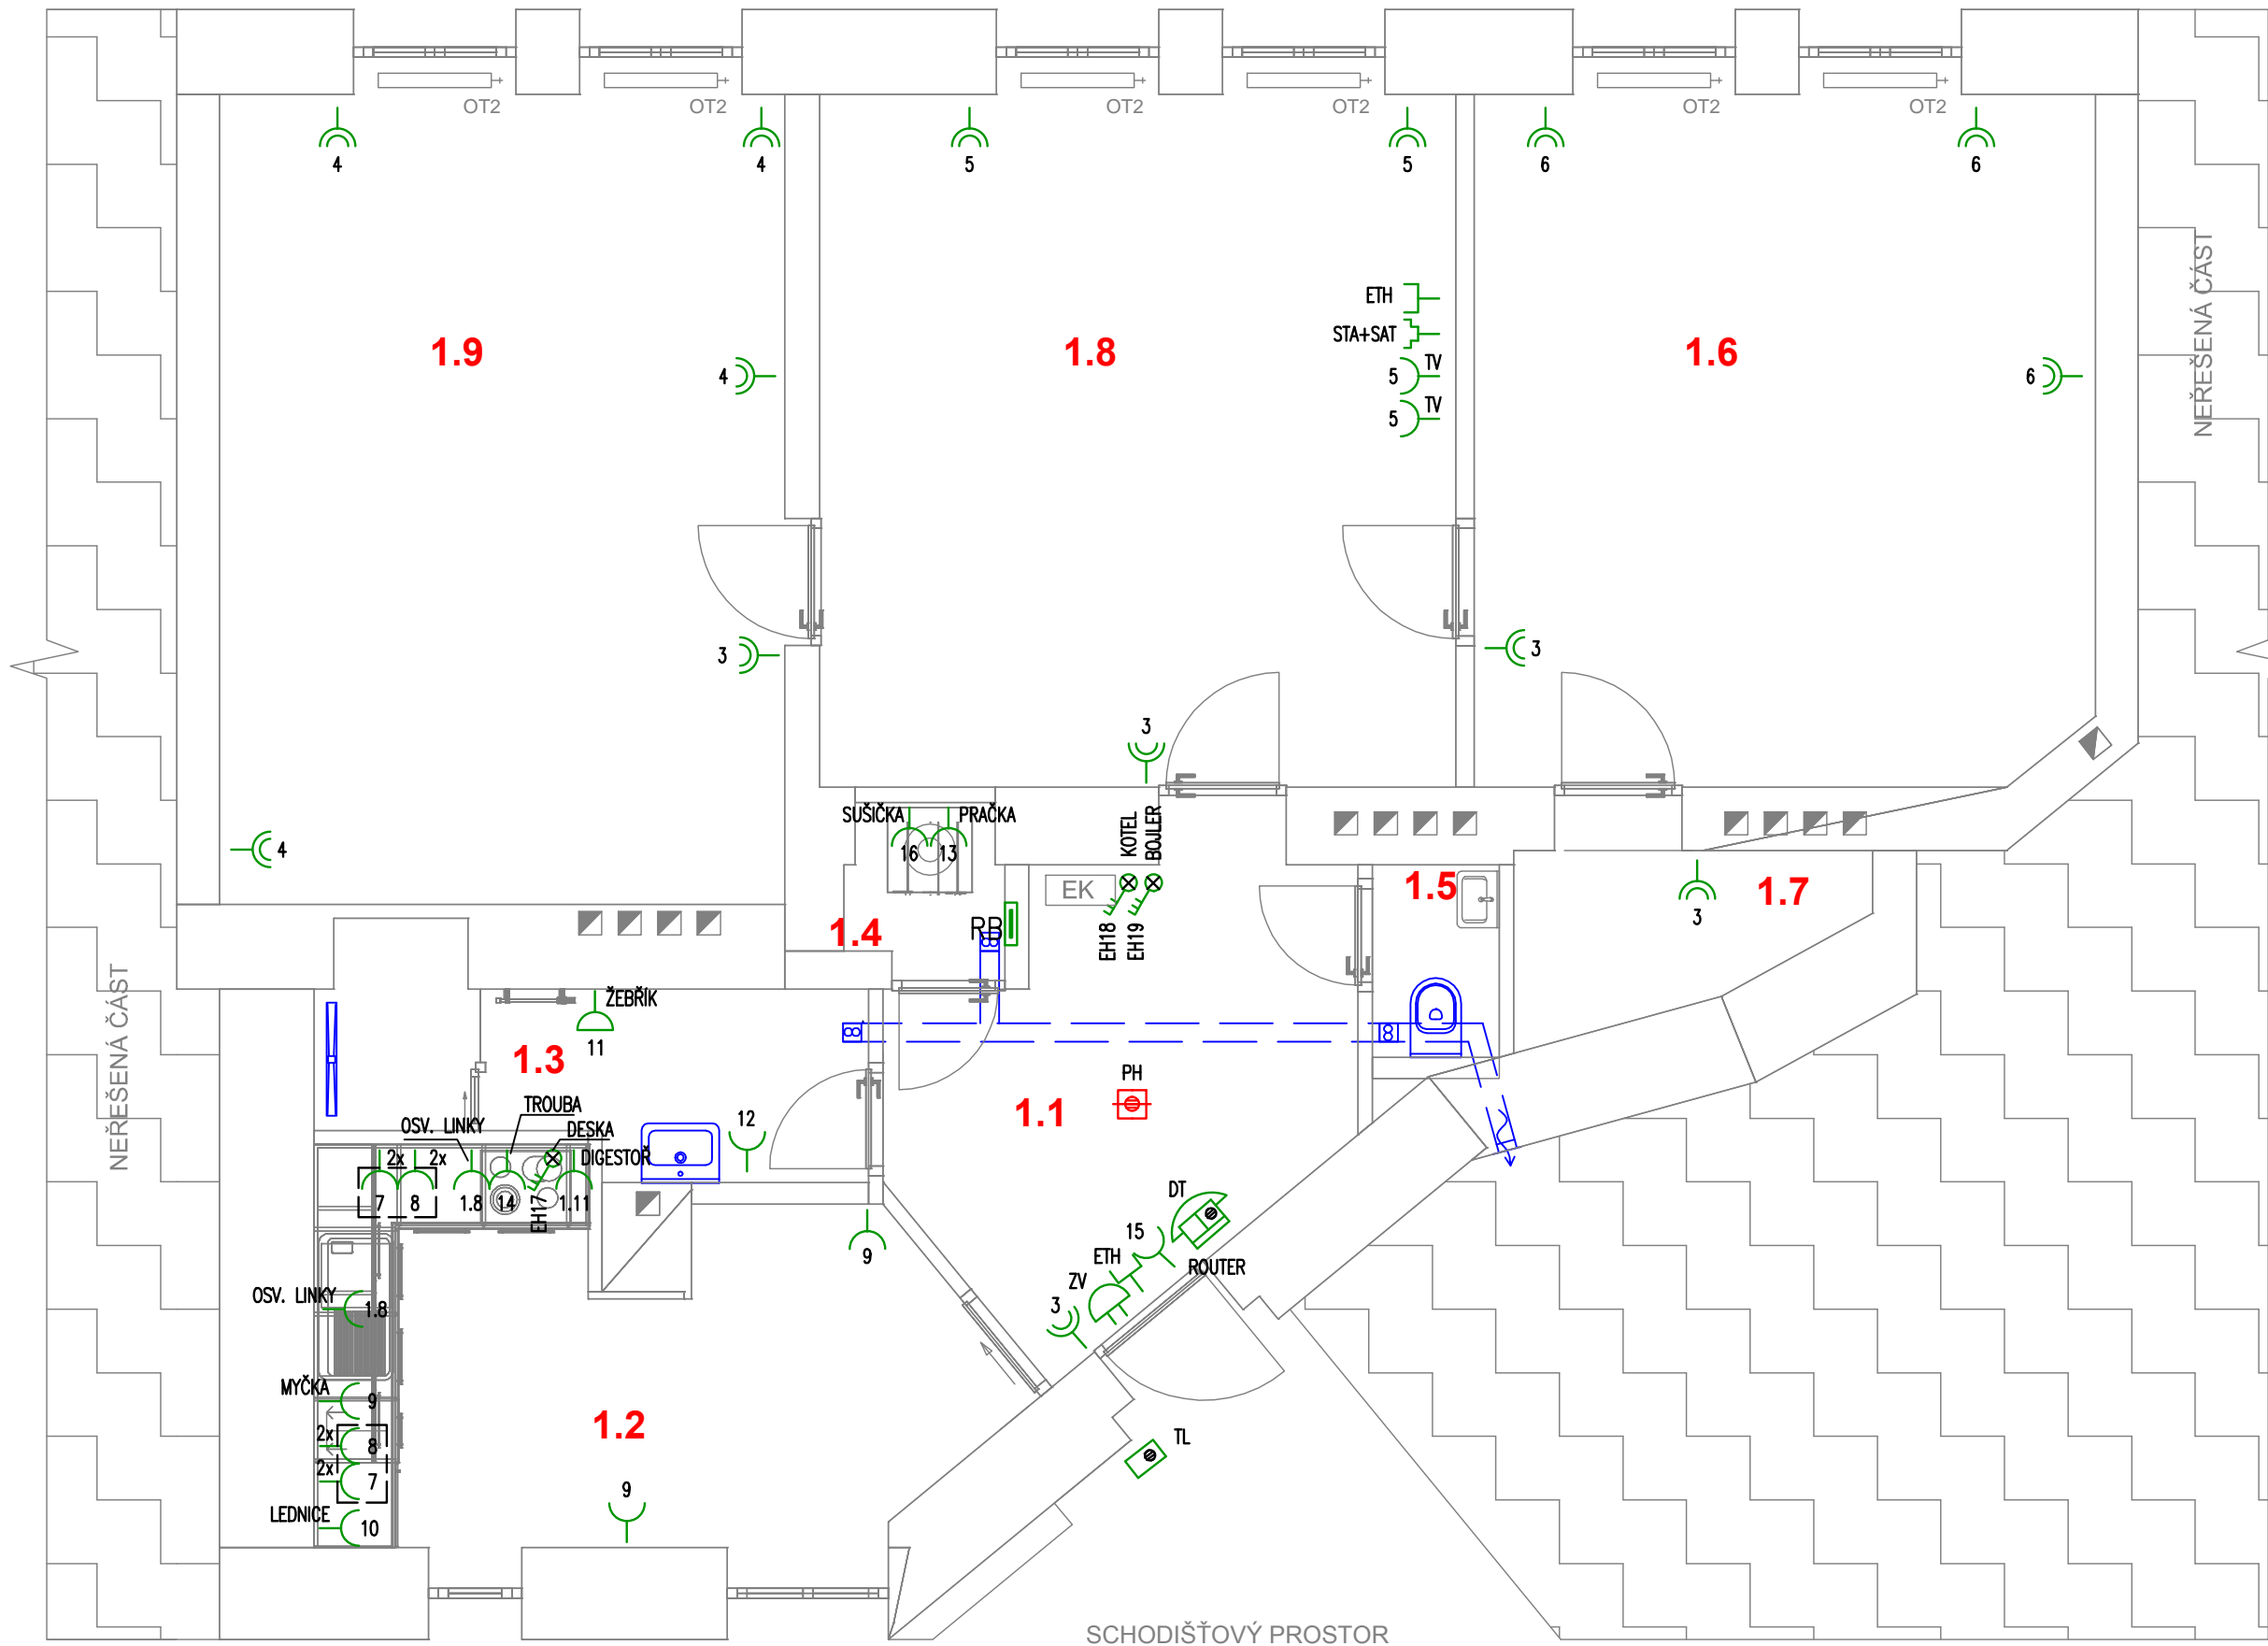 OT2
OT2
OT2
OT2
OT2
OT2
4
4
5
5
6
6
NEŘEŠENÁ ČÁST
ETH
STA+SAT
TV
5
TV
5
1.9
1.8
1.6
4
6
3
3
3
SUŠIČKA
PRAČKA
16
13
KOTEL
BOJLER
4
EK
1.5
1.7
3
1.4
RB
EH18
EH19
NEŘEŠENÁ ČÁST
ŽEBŘÍK
11
1.3
PH
1.1
TROUBA
OSV. LINKY
DESKA
12
2x
2x
DIGESTOŘ
7
8
1.8
14
EH17
1.11
DT
15
9
ETH
ROUTER
ZV
OSV. LINKY
1.8
3
MYČKA
9
1.2
2x
8
TL
2x
7
9
LEDNICE
10
SCHODIŠŤOVÝ PROSTOR